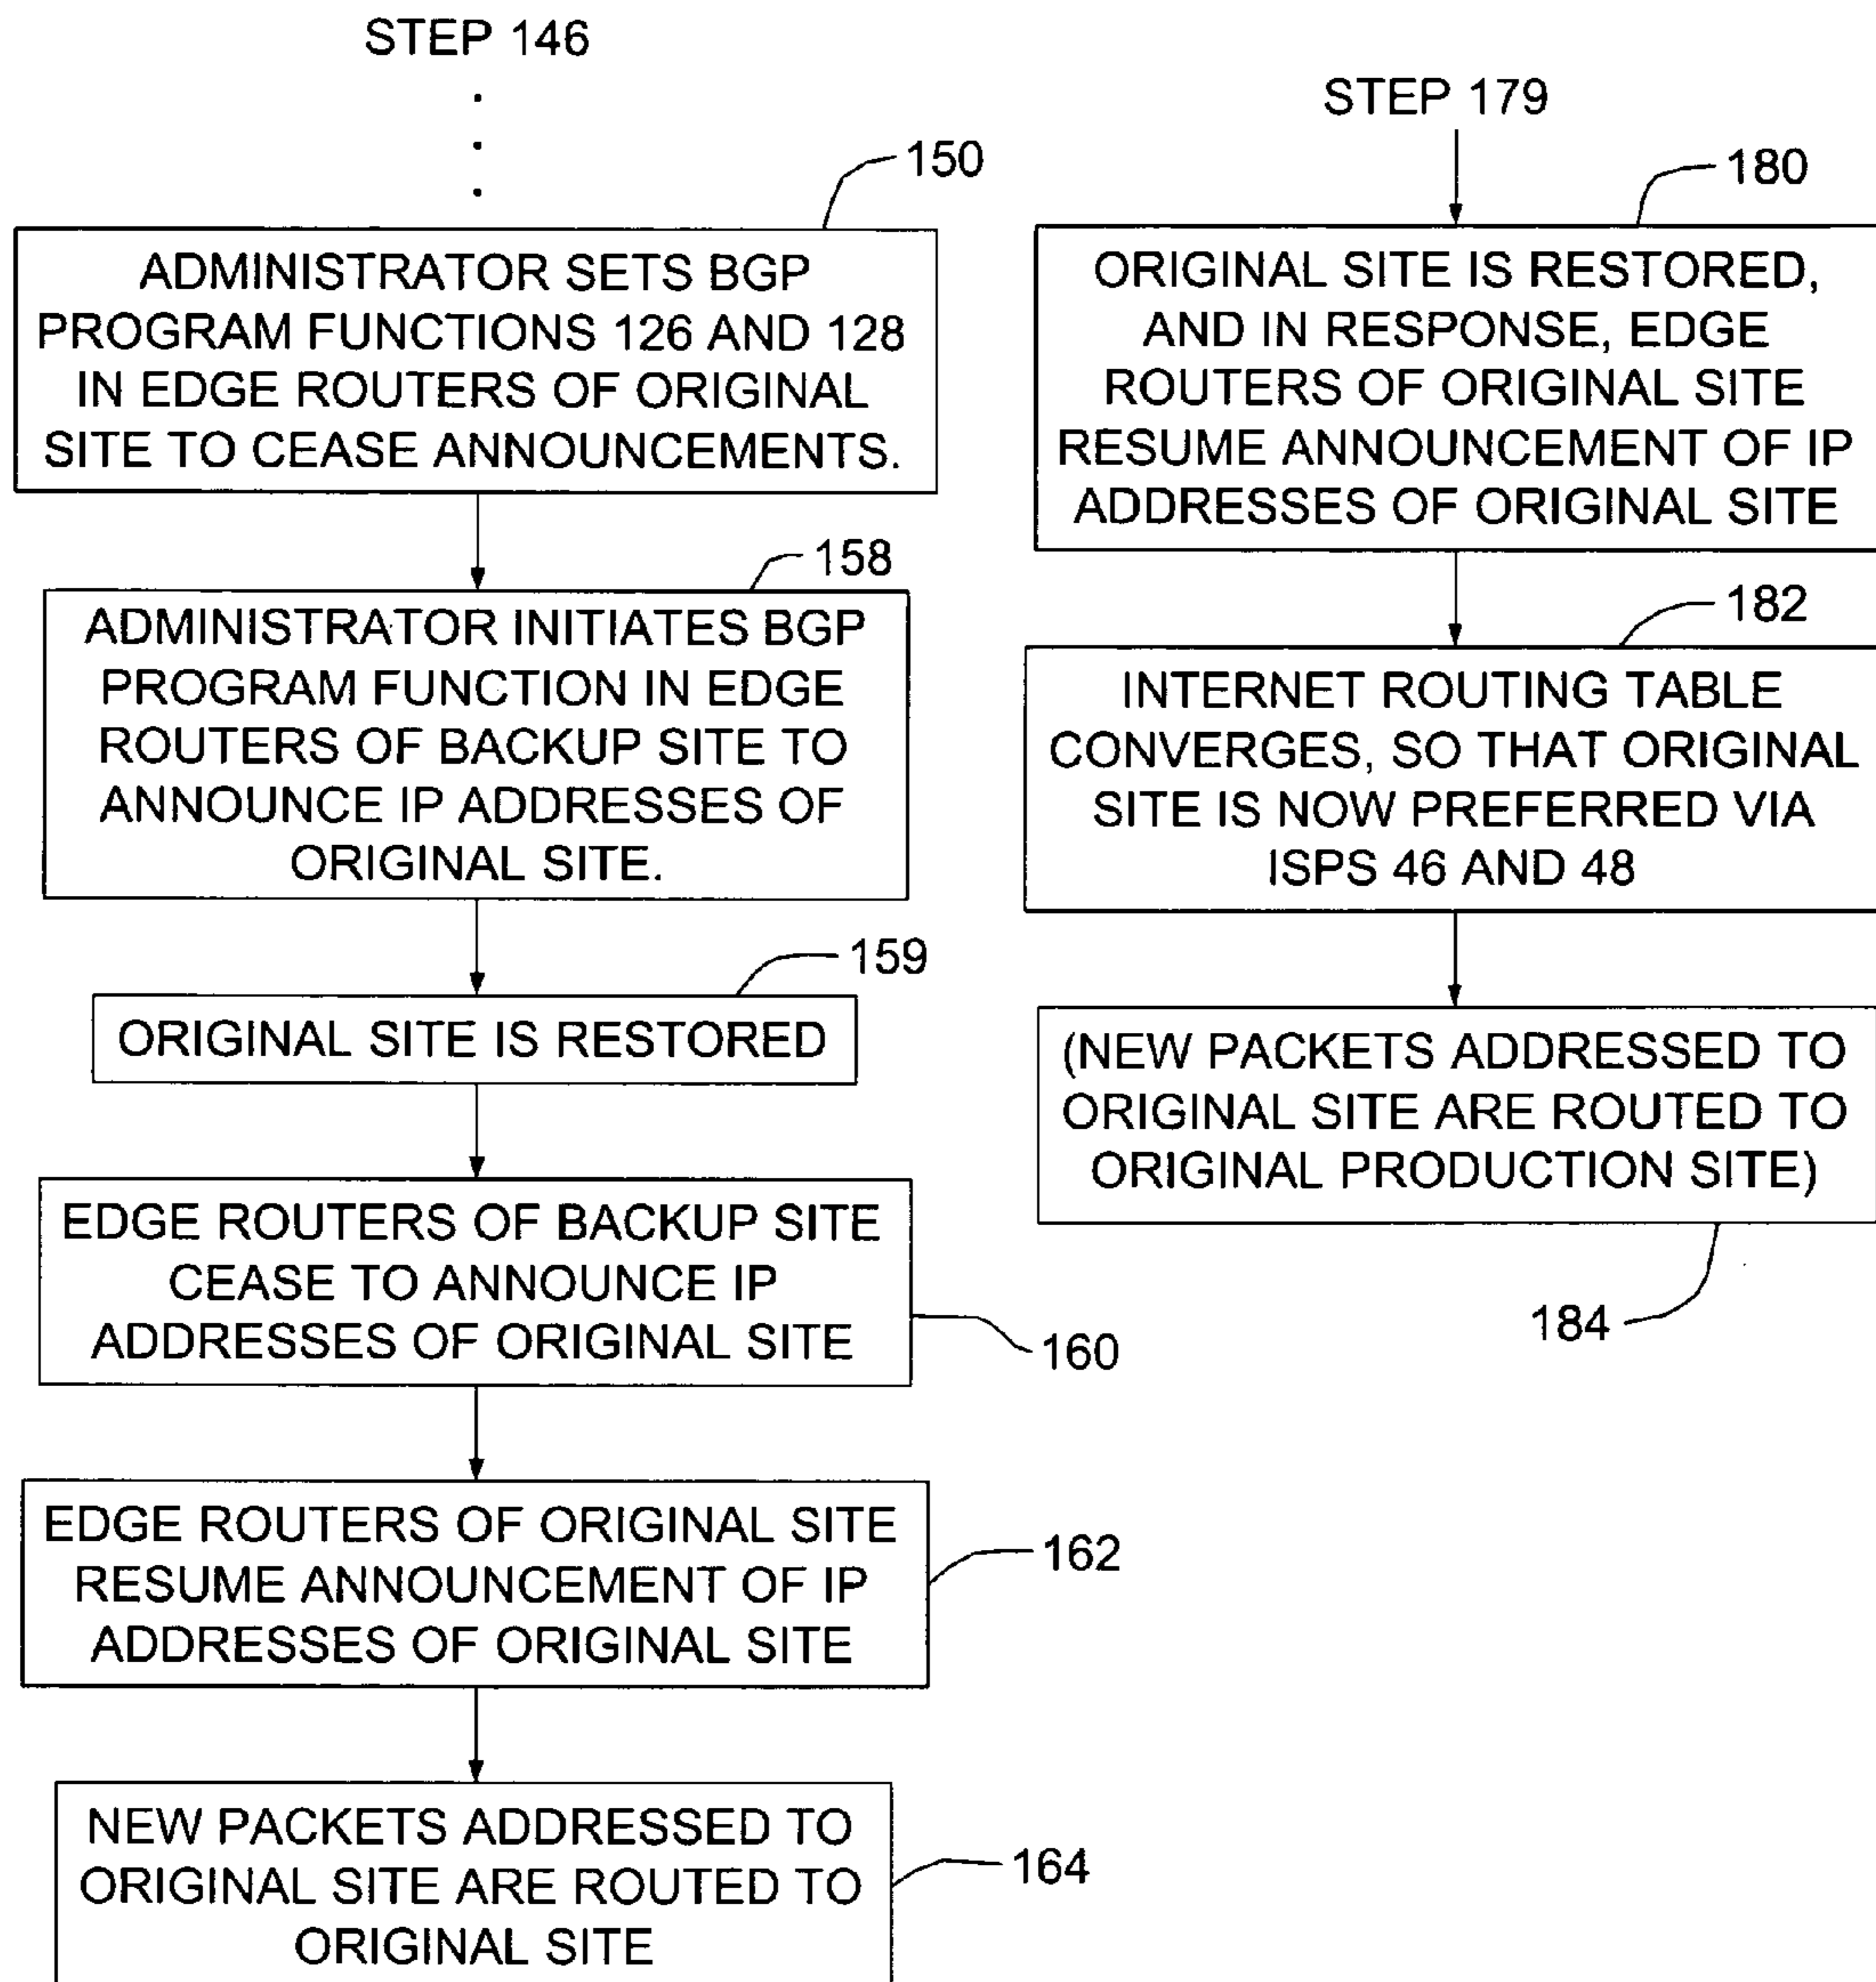 STEP 146
150
ADMINISTRATOR SETS BGP
PROGRAM FUNCTIONS 126 AND 128
IN EDGE ROUTERS OF ORIGINAL
SITE TO CEASE ANNOUNCEMENTS.
158
ADMINISTRATOR INITIATES BGP
PROGRAM FUNCTION IN EDGE
ROUTERS OF BACKUP SITE TO
ANNOUNCE IP ADDRESSES OF
ORIGINAL SITE.
159
ORIGINAL SITE IS RESTORED
EDGE ROUTERS OF BACKUP SITE
CEASE TO ANNOUNCE IP
ADDRESSES OF ORIGINAL SITE
160
EDGE ROUTERS OF ORIGINAL SITE
RESUME ANNOUNCEMENT OF IP
ADDRESSES OF ORIGINAL SITE
162
NEW PACKETS ADDRESSED TO
ORIGINAL SITE ARE ROUTED TO
ORIGINAL SITE
164
STEP 179
180
ORIGINAL SITE IS RESTORED,
AND IN RESPONSE, EDGE
ROUTERS OF ORIGINAL SITE
RESUME ANNOUNCEMENT OF IP
ADDRESSES OF ORIGINAL SITE
182
INTERNET ROUTING TABLE
CONVERGES, SO THAT ORIGINAL
SITE IS NOW PREFERRED VIA
ISPS 46 AND 48
(NEW PACKETS ADDRESSED TO
ORIGINAL SITE ARE ROUTED TO
ORIGINAL PRODUCTION SITE)
184